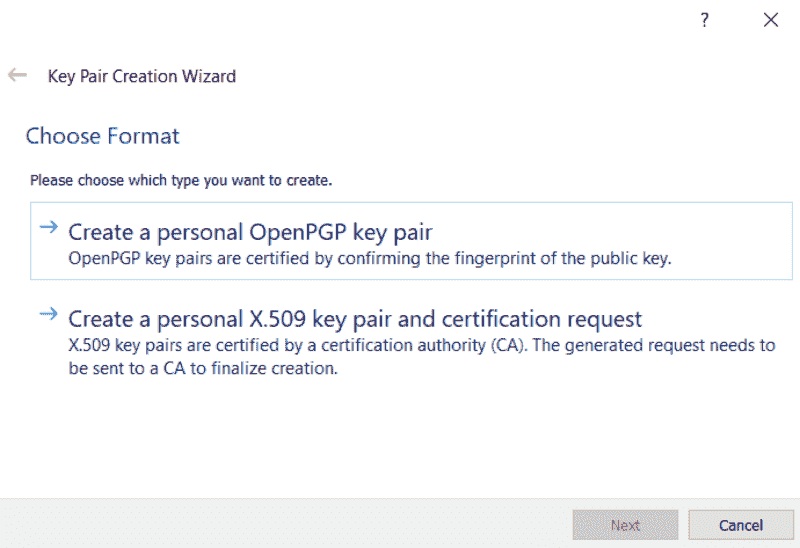 ?
Key Pair Creation Wizard
Choose Format
Please choose which type you want to create.
Create a personal OpenPGP key pair
OpenPGP key pairs are certified by confirming the fingerprint of the public key.
Create a personal X.509 key pair and certification request
X.509 key pairs are certified by a certification authority (CA). The generated request needs to
be sent to a CA to finalize creation.
Next
Cancel